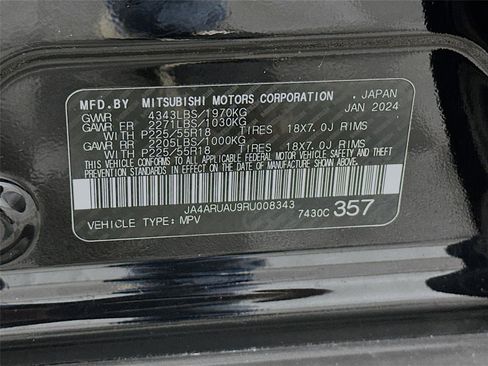 MFD.BY MITSUBISHI MOTORS CORPORATION JAPAN
GVWR 4343LBS/1970KG JAN 2024
GAWR FR 2271LBS/1030KG
WITH P225/55R18 TIRES 18X7.0J RIMS
GAWR RR 2205LBS/1000KG
WITH P225/55R18 TIRES 18X7.0J RIMS
THIS VEHICLE CONFORMS TO ALL APPLICABLE FEDERAL MOTOR VEHICLE SAFETY, BUMPER AND THEFT
PREVENTION STANDARDS IN EFFECT ON THE DATE OF MANUFACTURE SHOWN ABOVE.
JA4ARUAU9RU008343
VEHICLE TYPE: MPV 7430C 357